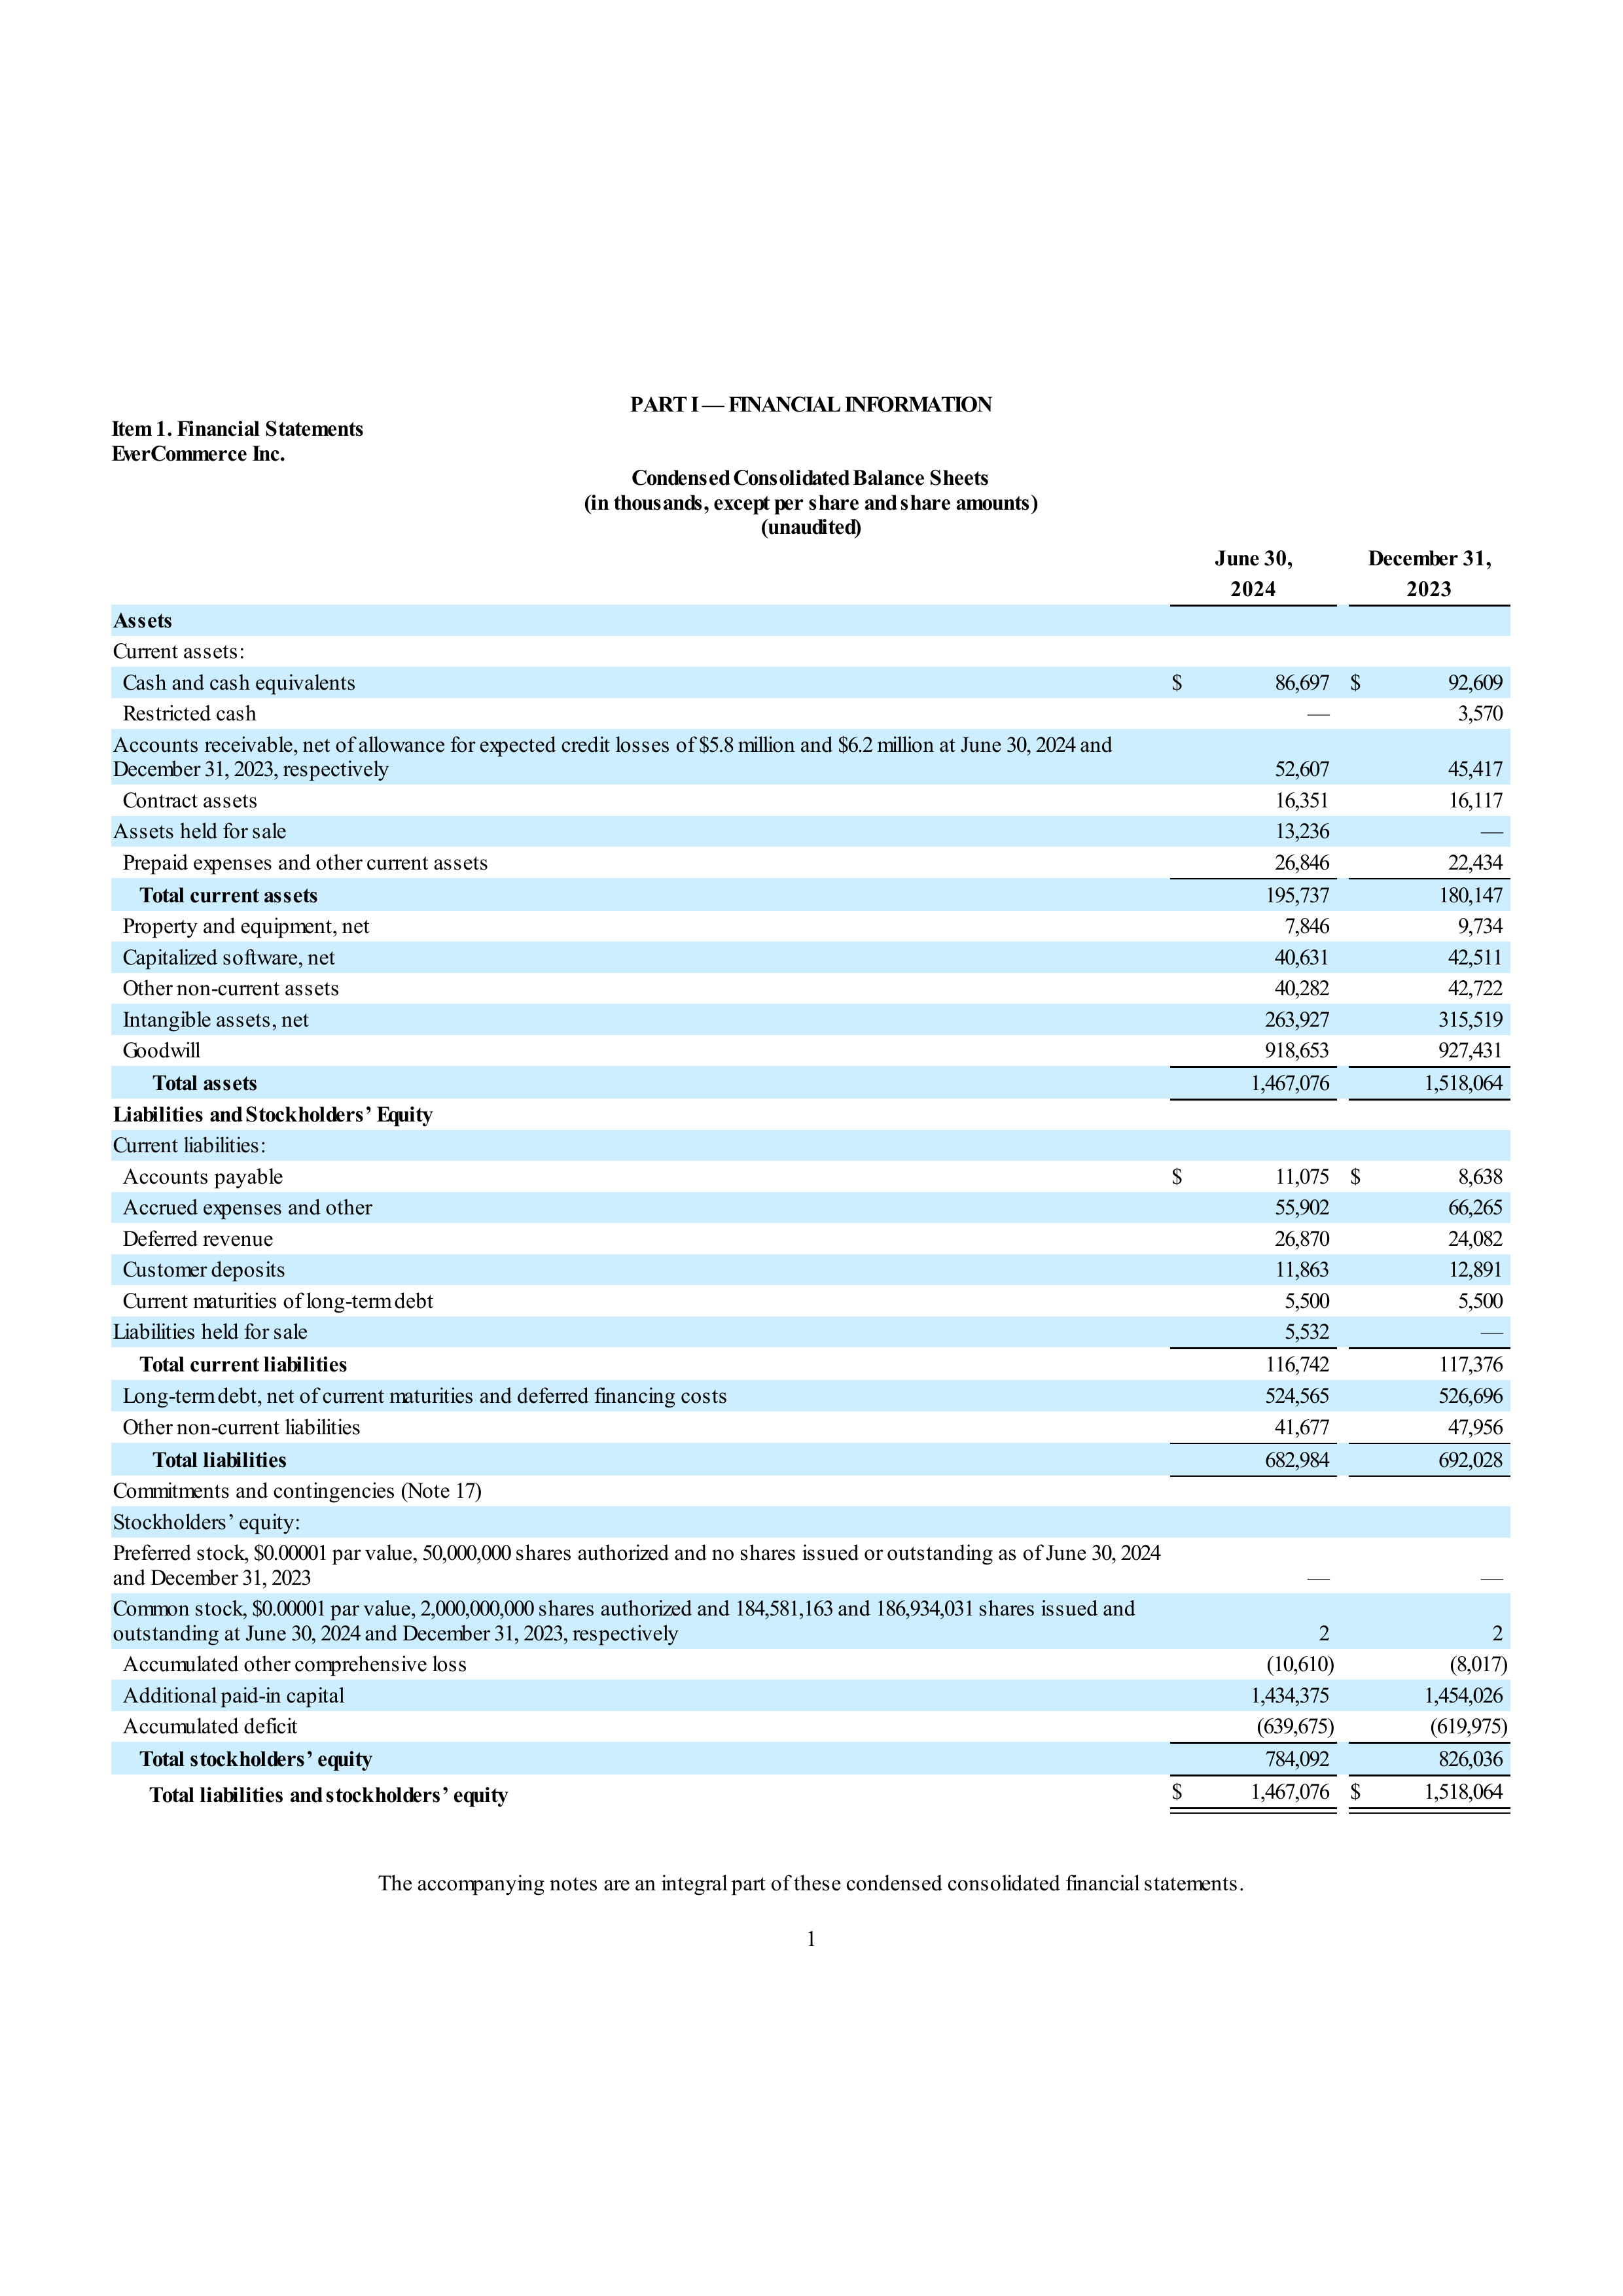 PART I — FINANCIAL INFORMATION
Item 1. Financial Statements
EverCommerce Inc.
Condensed Consolidated Balance Sheets
(in thousands, except per share and share amounts)
(unaudited)
June 30, December 31,
2024 2023
Assets
Current assets:
Cash and cash equivalents $ 86,697 $ 92,609
Restricted cash — 3,570
Accounts receivable, net of allowance for expected credit losses of $5.8 million and $6.2 million at June 30, 2024 and
December 31, 2023, respectively 52,607 45,417
Contract assets 16,351 16,117
Assets held for sale 13,236 —
Prepaid expenses and other current assets 26,846 22,434
Total current assets 195,737 180,147
Property and equipment, net 7,846 9,734
Capitalized software, net 40,631 42,511
Other non-current assets 40,282 42,722
Intangible assets, net 263,927 315,519
Goodwill 918,653 927,431
Total assets 1,467,076 1,518,064
Liabilities and Stockholders’ Equity
Current liabilities:
Accounts payable $ 11,075 $ 8,638
Accrued expenses and other 55,902 66,265
Deferred revenue 26,870 24,082
Customer deposits 11,863 12,891
Current maturities of long-term debt 5,500 5,500
Liabilities held for sale 5,532 —
Total current liabilities 116,742 117,376
Long-term debt, net of current maturities and deferred financing costs 524,565 526,696
Other non-current liabilities 41,677 47,956
Total liabilities 682,984 692,028
Commitments and contingencies (Note 17)
Stockholders’ equity:
Preferred stock, $0.00001 par value, 50,000,000 shares authorized and no shares issued or outstanding as of June 30, 2024
and December 31, 2023 — —
Common stock, $0.00001 par value, 2,000,000,000 shares authorized and 184,581,163 and 186,934,031 shares issued and
outstanding at June 30, 2024 and December 31, 2023, respectively 2 2
Accumulated other comprehensive loss (10,610) (8,017)
Additional paid-in capital 1,434,375 1,454,026
Accumulated deficit (639,675) (619,975)
Total stockholders’ equity 784,092 826,036
Total liabilities and stockholders’ equity $ 1,467,076 $ 1,518,064
The accompanying notes are an integral part of these condensed consolidated financial statements.
1